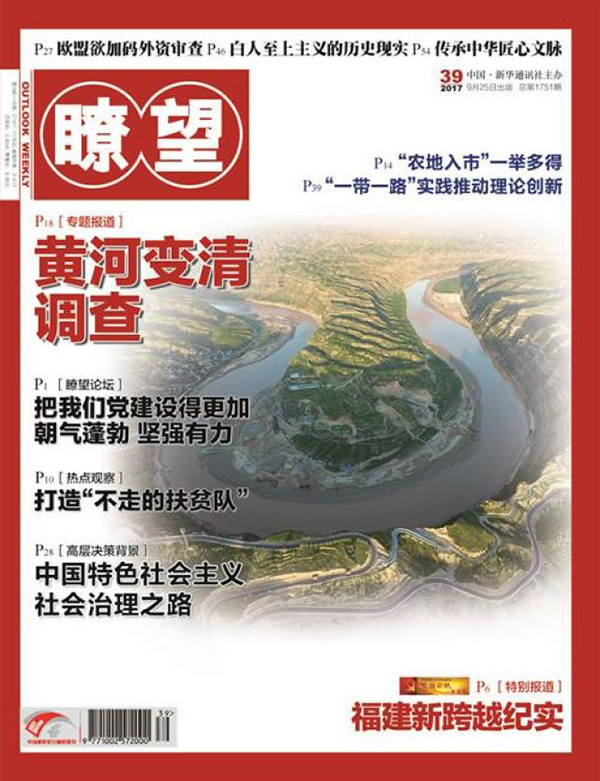 P27 欧盟欲加码外资审查 P46 白人至上主义的历史现实 P54 传承中华匠心文脉
OUTLOOK WEEKLY
瞭望
39
2017
中国·新华通讯社主办
9月25日出版 总第1751期
P14 “农地入市”一举多得
P39 “一带一路”实践推动理论创新
P18 [专题报道]
黄河变清
调查
P1 [瞭望论坛]
把我们党建设得更加
朝气蓬勃 坚强有力
P10 [热点观察]
打造“不走的扶贫队”
P28 [高层决策背景]
中国特色社会主义
社会治理之路
P6 [特别报道]
福建新跨越纪实
39>
9 771002 572000